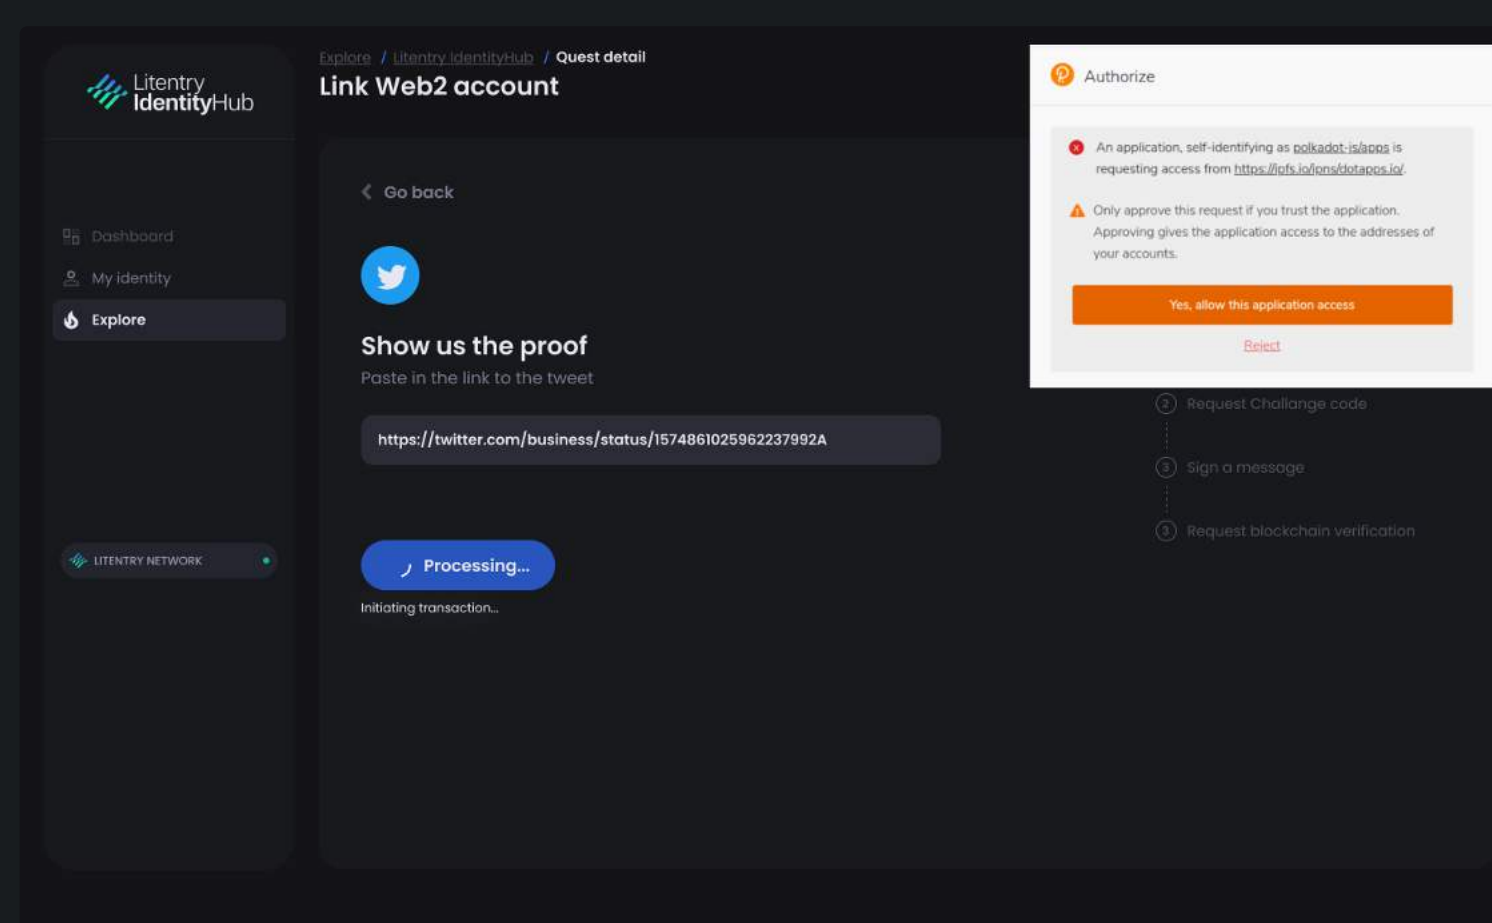 Litentry
IdentityHub
Dashboard
My identity
Explore
LITENTRY NETWORK
Explore / Litentry IdentityHub / Quest detail
Link Web2 account
Go back
Show us the proof
Paste in the link to the tweet
https://twitter.com/business/status/1574861025962237992A
Processing...
Initiating transaction...
Authorize
An application, self-identifying as polkadot-js/apps is
requesting access from https://ipfs.io/ipns/dotapps.io/.
Only approve this request if you trust the application.
Approving gives the application access to the addresses of
your accounts.
Yes, allow this application access
Reject
2 Request Challange code
3 Sign a message
3 Request blockchain verification